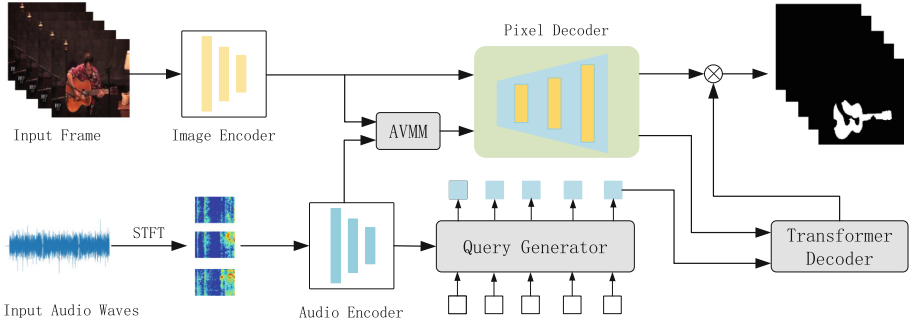 Pixel Decoder
Input Frame
Image Encoder
AVMM
STFT
Query Generator
Transformer
Decoder
Input Audio Waves
Audio Encoder